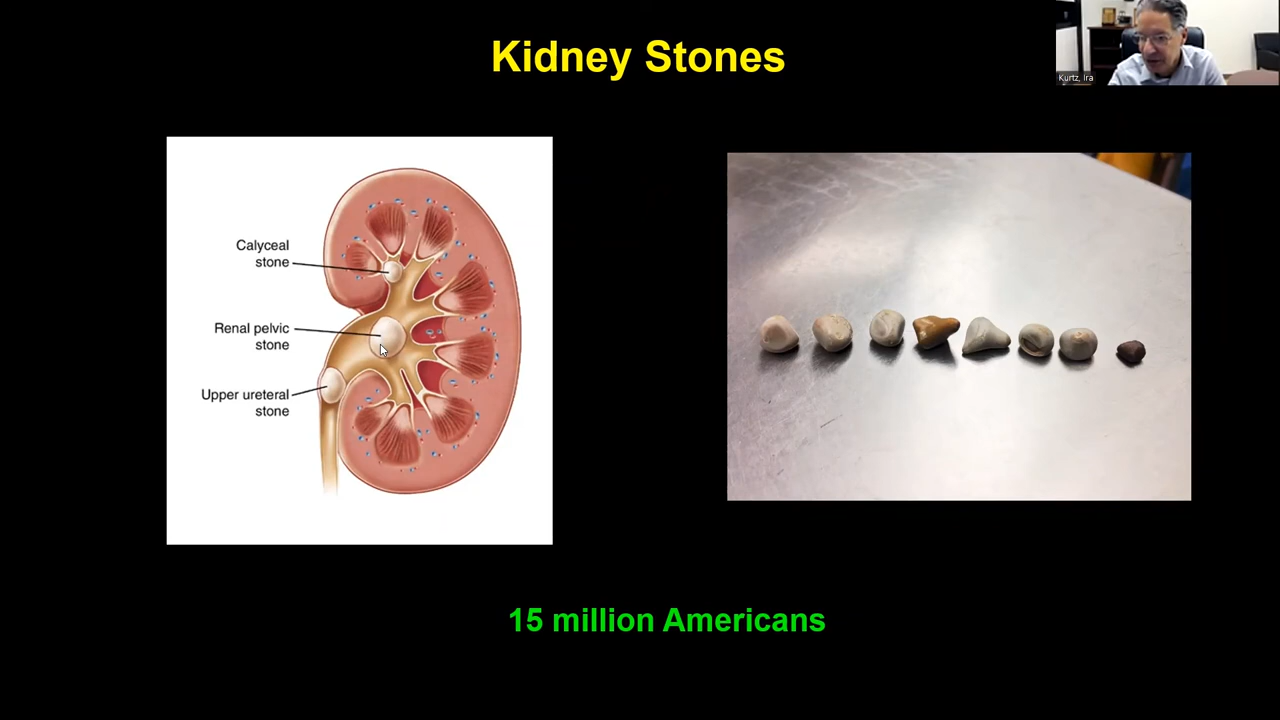 Kidney Stones
Kurtz, Ira
Calyceal
stone
Renal pelvic
stone
Upper ureteral
stone
15 million Americans